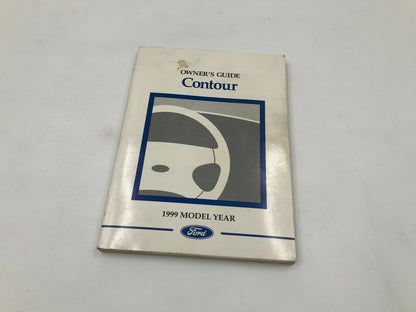 OWNER'S GUIDE
Contour
1999 MODEL YEAR
Ford